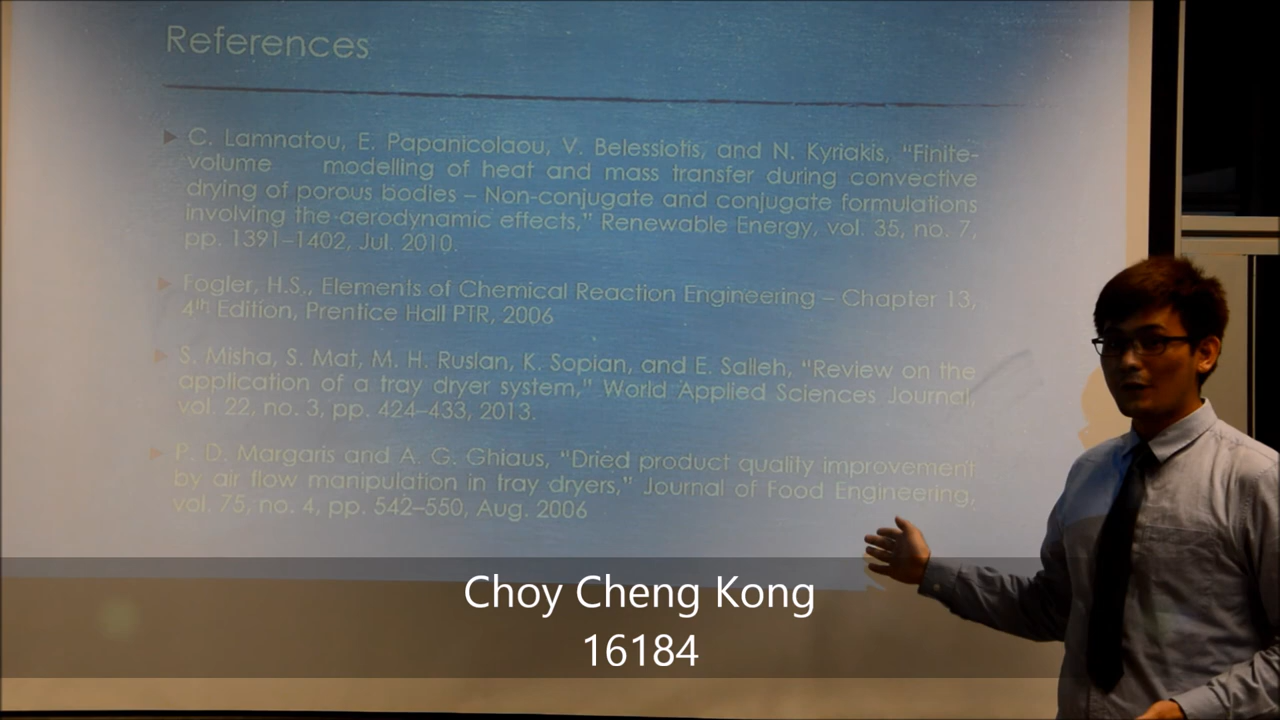 References
C. Lamnatou, E. Papanicolaou, V. Belessiotis, and N. Kyriakis, "Finite-
volume modelling of heat and mass transfer during convective
drying of porous bodies – Non-conjugate and conjugate formulations
involving the aerodynamic effects," Renewable Energy, vol. 35, no. 7,
pp. 1391–1402, Jul. 2010.
Fogler, H.S., Elements of Chemical Reaction Engineering – Chapter 13,
4th Edition, Prentice Hall PTR, 2006
S. Misha, S. Mat, M. H. Ruslan, K. Sopian, and E. Salleh, "Review on the
application of a tray dryer system," World Applied Sciences Journal,
vol. 22, no. 3, pp. 424–433, 2013.
P. D. Margaris and A. G. Ghiaus, "Dried product quality improvement
by air flow manipulation in tray dryers," Journal of Food Engineering,
vol. 75, no. 4, pp. 542–550, Aug. 2006
Choy Cheng Kong
16184